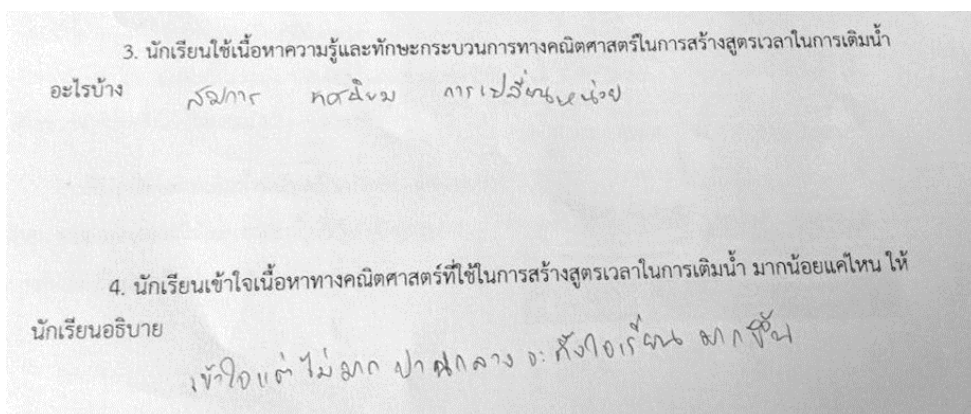 3. นักเรียนใช้เนื้อหาความรู้และทักษะกระบวนการทางคณิตศาสตร์ในการสร้างสูตรเวลาในการเติมน้ำ
อะไรบ้าง สมการ ทศนิยม การเปลี่ยนหน่วย
4. นักเรียนเข้าใจเนื้อหาทางคณิตศาสตร์ที่ใช้ในการสร้างสูตรเวลาในการเติมน้ำ มากน้อยแค่ไหน ให้
นักเรียนอธิบาย
เข้าใจแต่ ไม่มาก ปานกลาง จะตั้งใจเรียน มากขึ้น